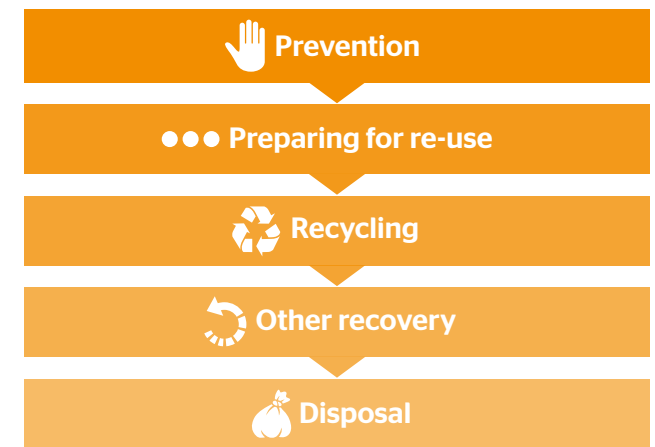 Prevention
Preparing for re-use
Recycling
Other recovery
Disposal